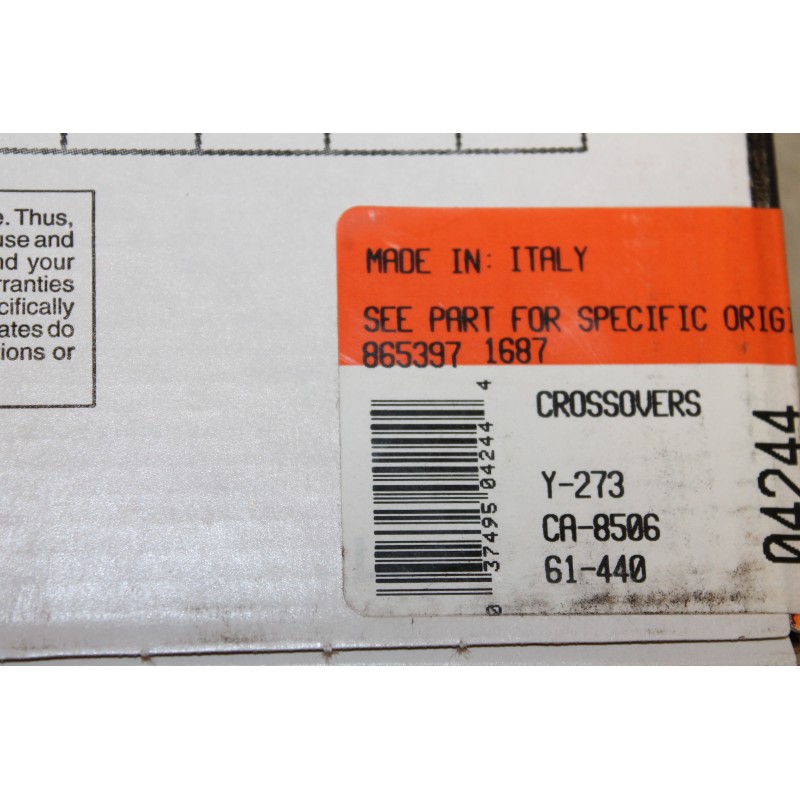 e. Thus,
use and
nd your
rranties
cifically
ates do
ions or
MADE IN: ITALY
SEE PART FOR SPECIFIC ORIGI
865397 1687
CROSSOVERS
Y-273
CA-8506
61-440
0 37495 04244 4
04244